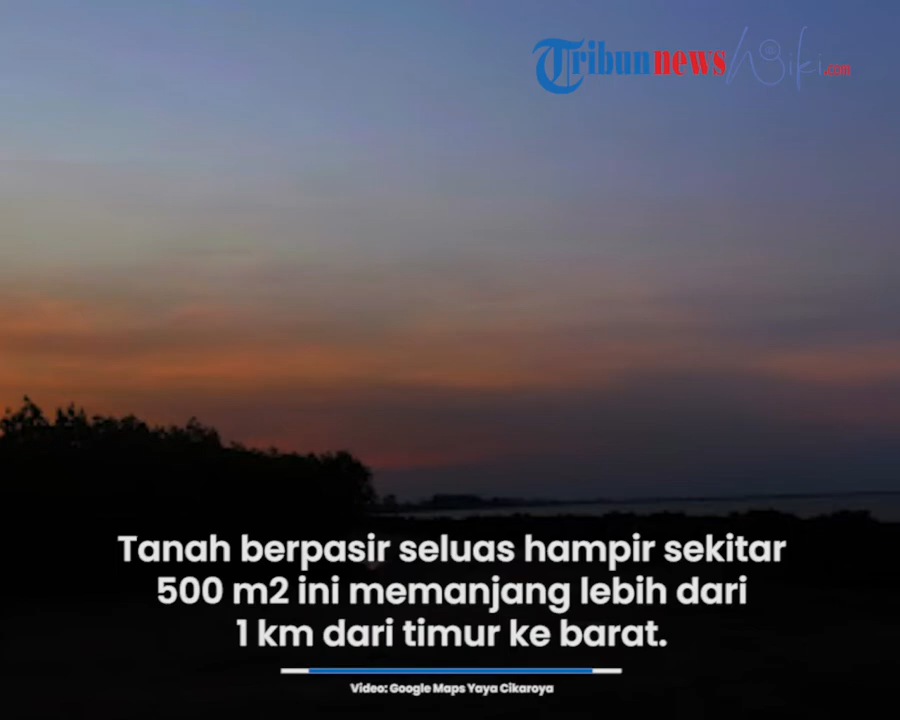 Tribunnews Wiki.com
Tanah berpasir seluas hampir sekitar
500 m2 ini memanjang lebih dari
1 km dari timur ke barat.
Video: Google Maps Yaya Cikaroya